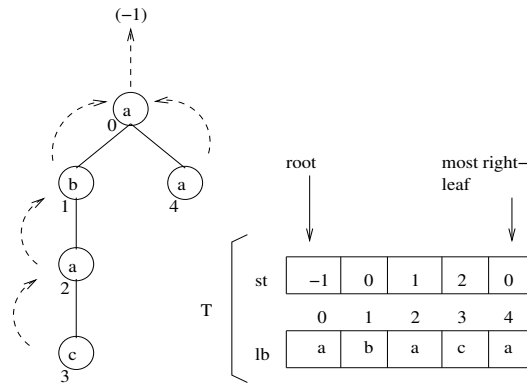 (−1)
a
0
b
1
a
4
a
2
c
3
root
most right−
leaf
T
st −1 0 1 2 0
0 1 2 3 4
lb a b a c a